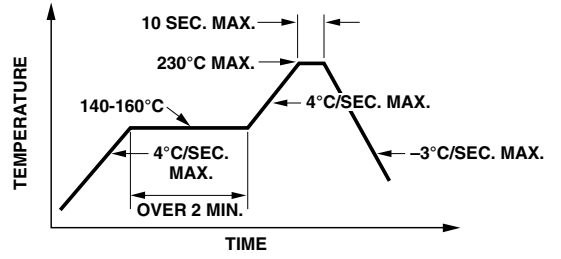 10 SEC. MAX.
230°C MAX.
140-160°C
4°C/SEC. MAX.
4°C/SEC.
MAX.
–3°C/SEC. MAX.
OVER 2 MIN.
TEMPERATURE
TIME